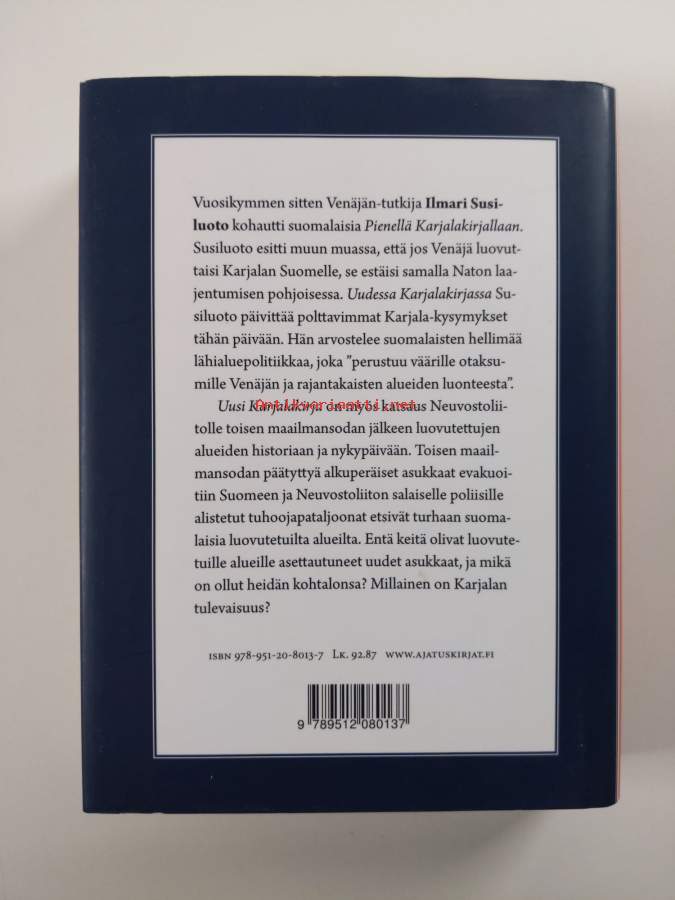 Vuosikymmen sitten Venäjän-tutkija Ilmari Susi-
luoto kohautti suomalaisia Pienellä Karjalakirjallaan.
Susiluoto esitti muun muassa, että jos Venäjä luovut-
taisi Karjalan Suomelle, se estäisi samalla Naton laa-
jentumisen pohjoisessa. Uudessa Karjalakirjassa Su-
siluoto päivittää polttavimmat Karjala-kysymykset
tähän päivään. Hän arvostelee suomalaisten hellimää
lähialuepolitiikkaa, joka ”perustuu väärille otaksu-
mille Venäjän ja rajantakaisten alueiden luonteesta”.
Uusi Karjalakirja on myös katsaus Neuvostolii-
Antikvariaatti.net
tolle toisen maailmansodan jälkeen luovutettujen
alueiden historiaan ja nykypäivään. Toisen maail-
mansodan päätyttyä alkuperäiset asukkaat evakuoi-
tiin Suomeen ja Neuvostoliiton salaiselle poliisille
alistetut tuhoojapataljoonat etsivät turhaan suoma-
laisia luovutetuilta alueilta. Entä keitä olivat luovute-
tuille alueille asettautuneet uudet asukkaat, ja mikä
on ollut heidän kohtalonsa? Millainen on Karjalan
tulevaisuus?
ISBN 978-951-20-8013-7 Lk. 92.87 www.ajatuskirjat.fi
9 789512 080137